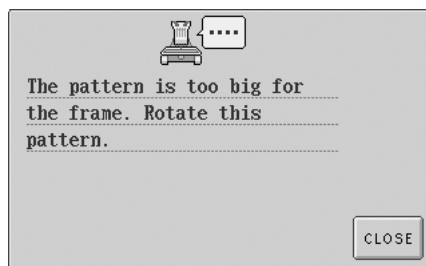 ....
The pattern is too big for
the frame. Rotate this
pattern.
CLOSE